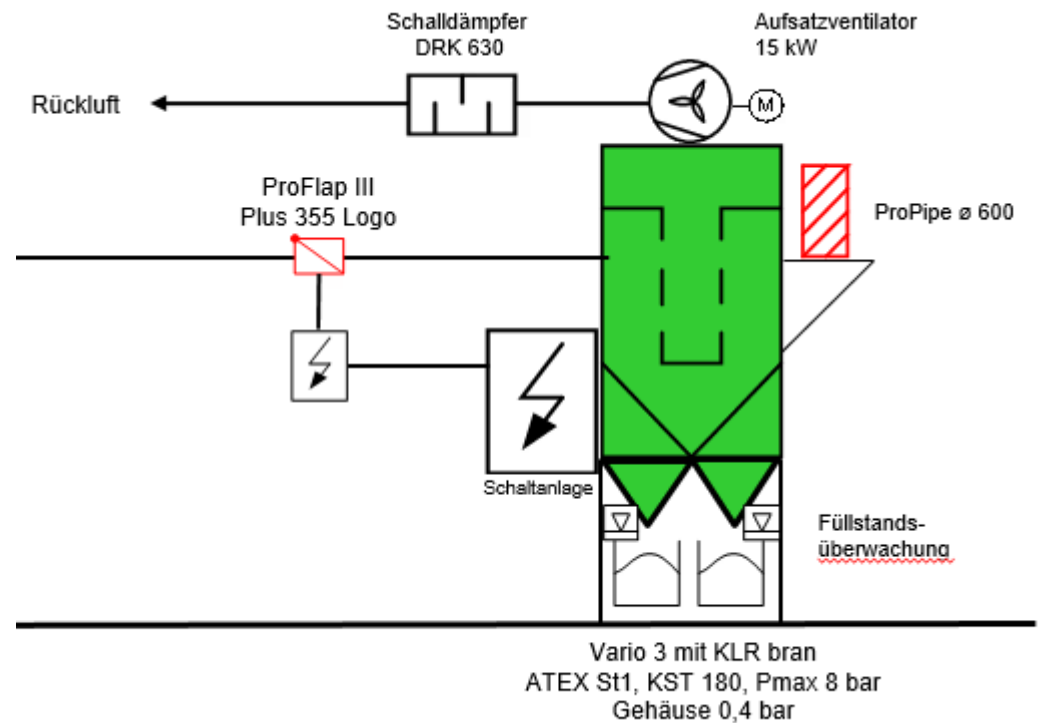 Schalldämpfer
DRK 630
Aufsatzventilator
15 kW
Rückluft
M
ProFlap III
Plus 355 Logo
ProPipe ø 600
Schaltanlage
Füllstands-
überwachung
Vario 3 mit KLR bran
ATEX St1, KST 180, Pmax 8 bar
Gehäuse 0,4 bar